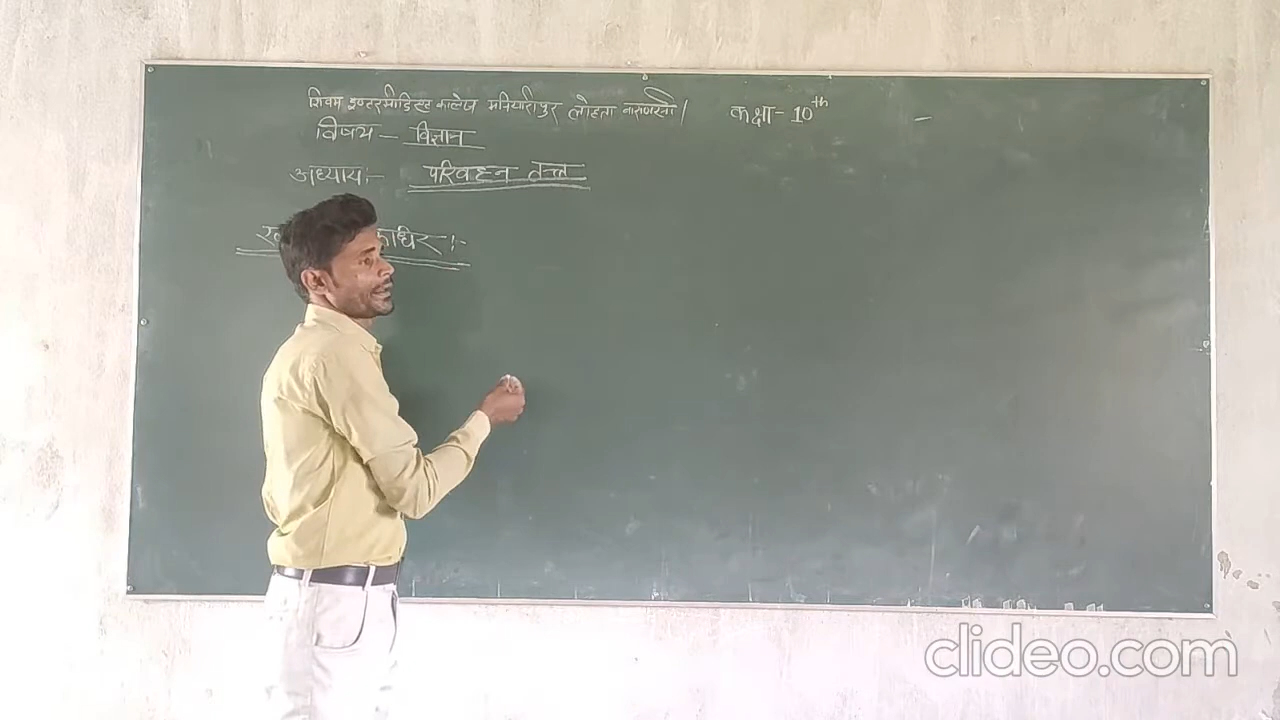 शिवम इण्टरमीडिएट कालेज मनियारीपुर लोहता वाराणसी। कक्षा - 10th
विषय - विज्ञान
अध्याय :- परिवहन तन्त्र
clideo.com